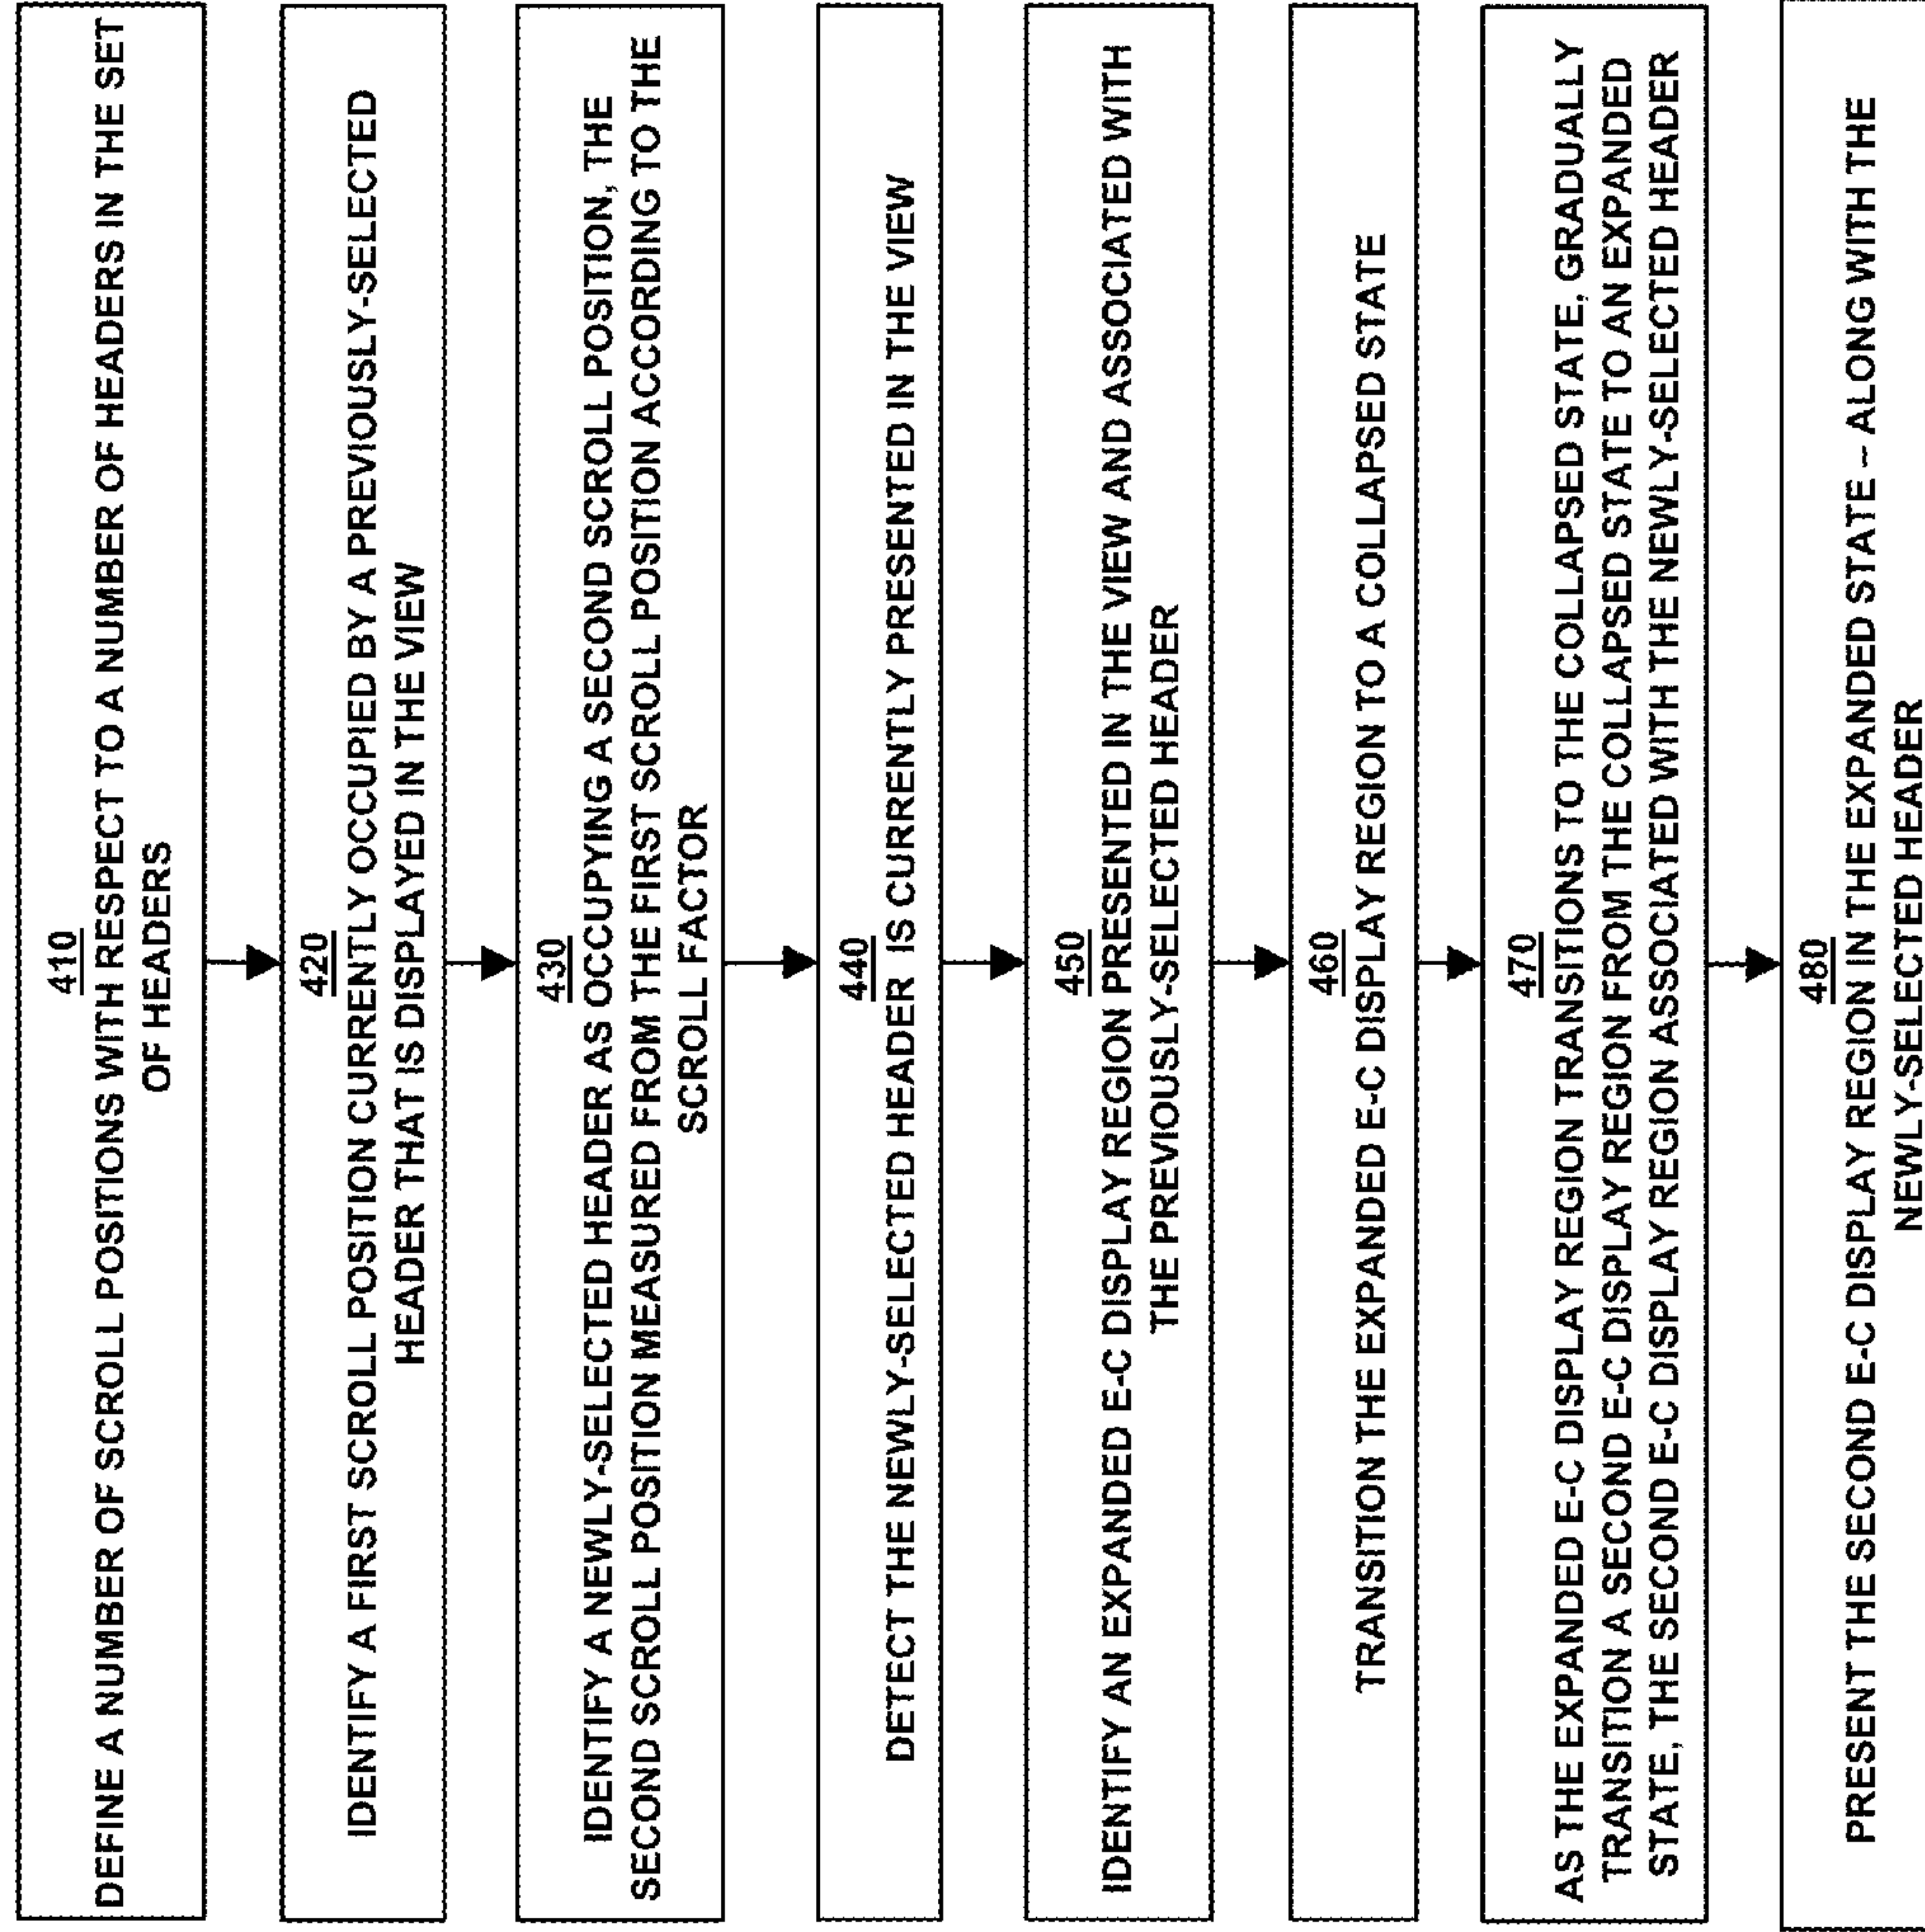 410
DEFINE A NUMBER OF SCROLL POSITIONS WITH RESPECT TO A NUMBER OF HEADERS IN THE SET
OF HEADERS
420
IDENTIFY A FIRST SCROLL POSITION CURRENTLY OCCUPIED BY A PREVIOUSLY-SELECTED
HEADER THAT IS DISPLAYED IN THE VIEW
430
IDENTIFY A NEWLY-SELECTED HEADER AS OCCUPYING A SECOND SCROLL POSITION, THE
SECOND SCROLL POSITION MEASURED FROM THE FIRST SCROLL POSITION ACCORDING TO THE
SCROLL FACTOR
440
DETECT THE NEWLY-SELECTED HEADER IS CURRENTLY PRESENTED IN THE VIEW
450
IDENTIFY AN EXPANDED E-C DISPLAY REGION PRESENTED IN THE VIEW AND ASSOCIATED WITH
THE PREVIOUSLY-SELECTED HEADER
460
TRANSITION THE EXPANDED E-C DISPLAY REGION TO A COLLAPSED STATE
470
AS THE EXPANDED E-C DISPLAY REGION TRANSITIONS TO THE COLLAPSED STATE, GRADUALLY
TRANSITION A SECOND E-C DISPLAY REGION FROM THE COLLAPSED STATE TO AN EXPANDED
STATE, THE SECOND E-C DISPLAY REGION ASSOCIATED WITH THE NEWLY-SELECTED HEADER
480
PRESENT THE SECOND E-C DISPLAY REGION IN THE EXPANDED STATE – ALONG WITH THE
NEWLY-SELECTED HEADER